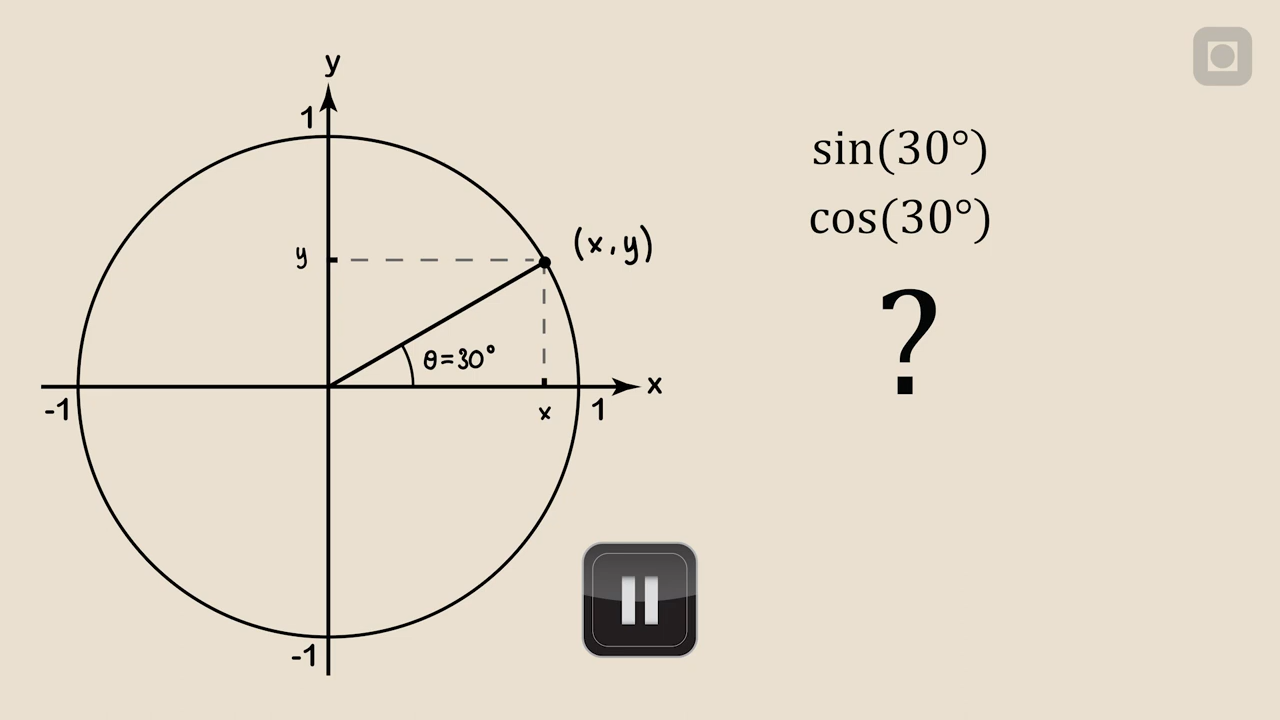 y
1
sin(30°)
cos(30°)
(x,y)
y
?
θ=30°
x
-1
x
1
-1